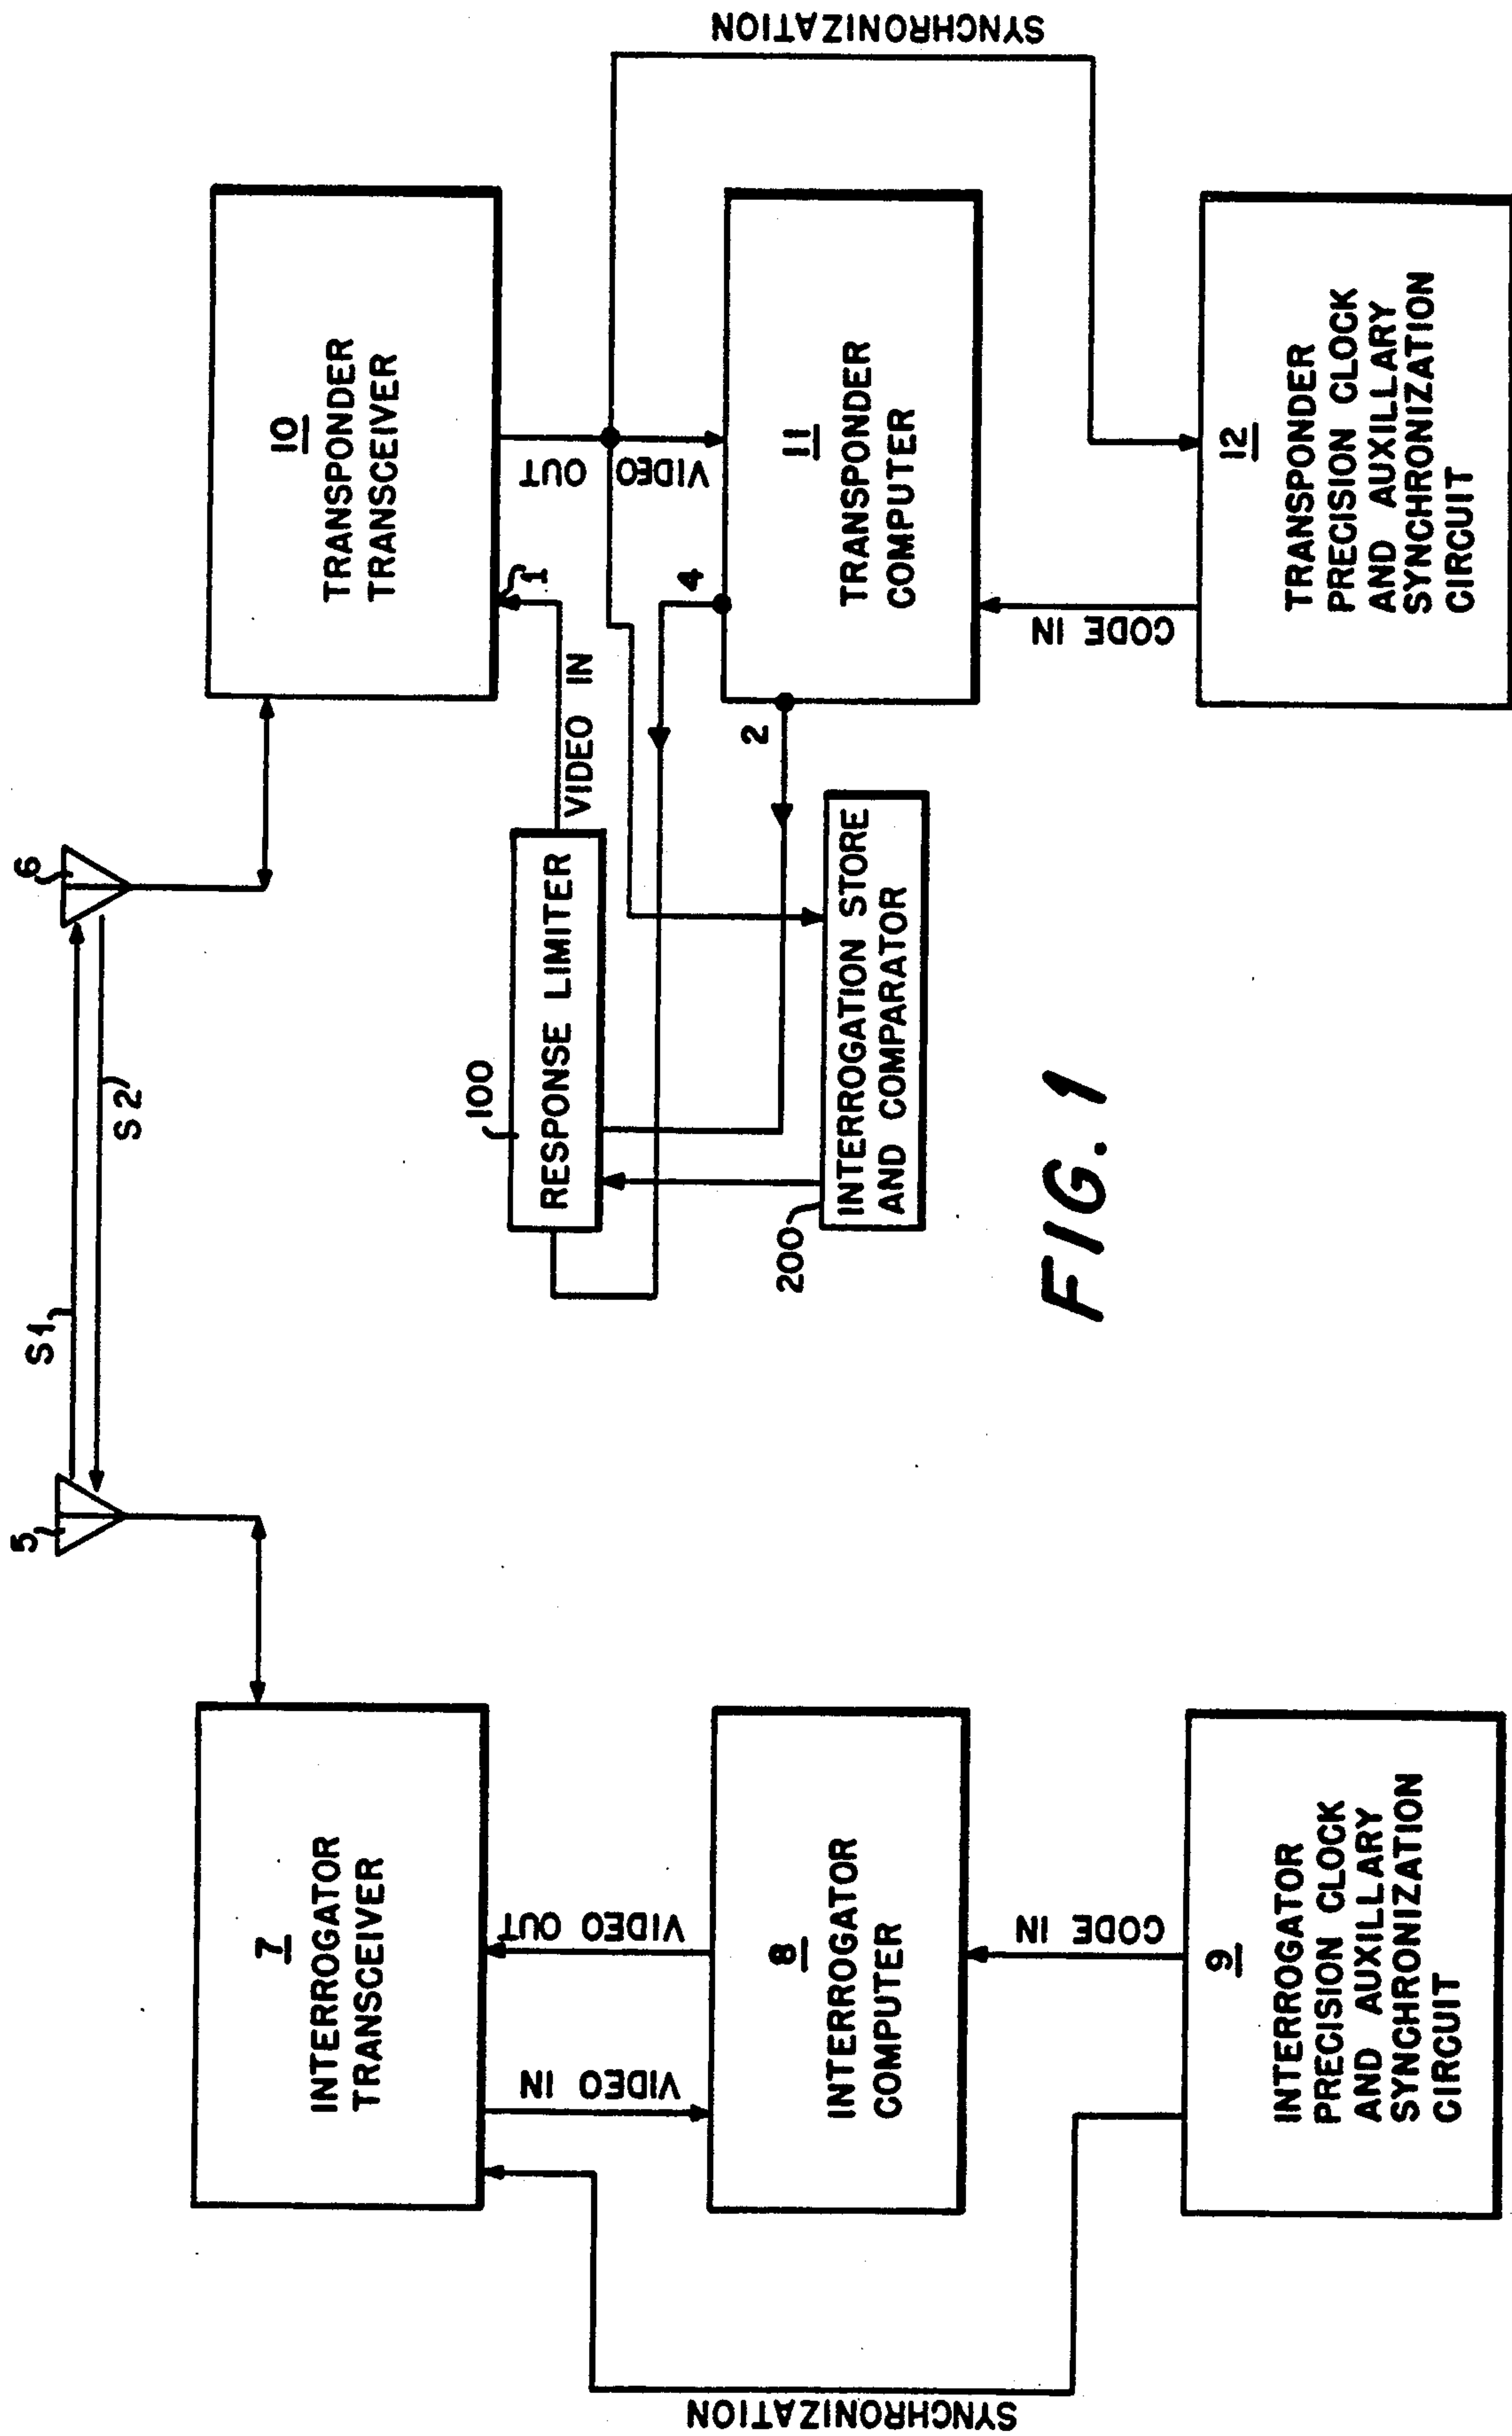 5
S1
S2
6
7
INTERROGATOR
TRANSCEIVER
VIDEO IN
VIDEO OUT
8
INTERROGATOR
COMPUTER
CODE IN
SYNCHRONIZATION
9
INTERROGATOR
PRECISION CLOCK
AND AUXILLARY
SYNCHRONIZATION
CIRCUIT
10
TRANSPONDER
TRANSCEIVER
1
VIDEO IN
VIDEO OUT
100
RESPONSE LIMITER
4
2
200
INTERROGATION STORE
AND COMPARATOR
11
TRANSPONDER
COMPUTER
CODE IN
SYNCHRONIZATION
12
TRANSPONDER
PRECISION CLOCK
AND AUXILLARY
SYNCHRONIZATION
CIRCUIT
FIG. 1